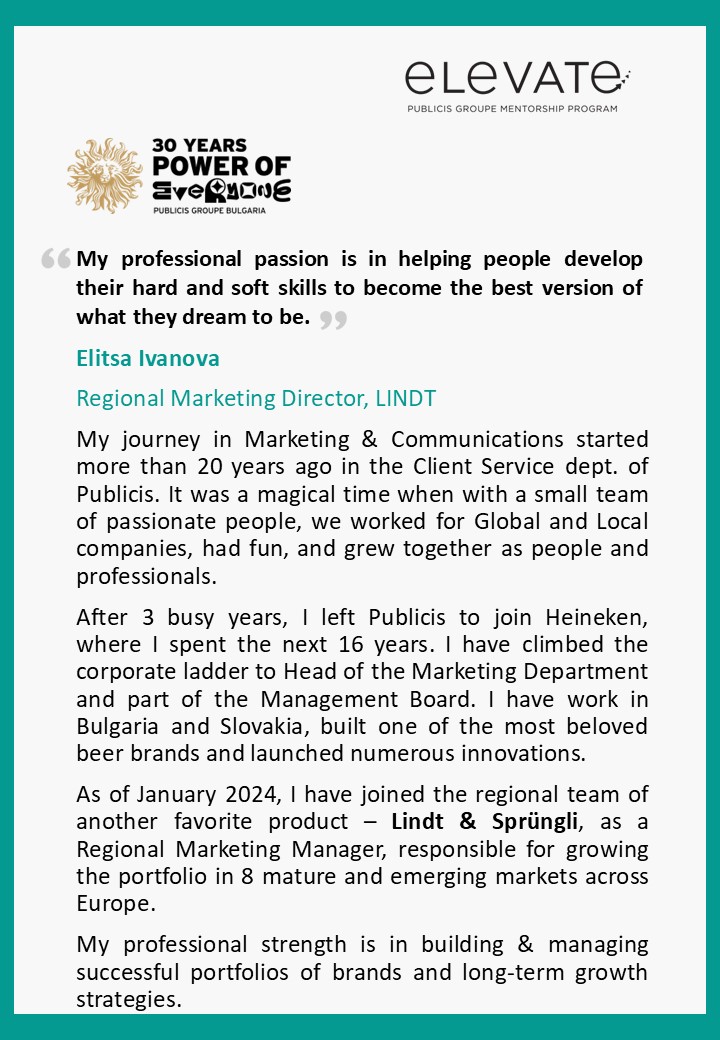 eLeVATe
PUBLICIS GROUPE MENTORSHIP PROGRAM
30 YEARS
POWER OF
EVERYONE
PUBLICIS GROUPE BULGARIA
“ My professional passion is in helping people develop
their hard and soft skills to become the best version of
what they dream to be. ”
Elitsa Ivanova
Regional Marketing Director, LINDT
My journey in Marketing & Communications started
more than 20 years ago in the Client Service dept. of
Publicis. It was a magical time when with a small team
of passionate people, we worked for Global and Local
companies, had fun, and grew together as people and
professionals.
After 3 busy years, I left Publicis to join Heineken,
where I spent the next 16 years. I have climbed the
corporate ladder to Head of the Marketing Department
and part of the Management Board. I have work in
Bulgaria and Slovakia, built one of the most beloved
beer brands and launched numerous innovations.
As of January 2024, I have joined the regional team of
another favorite product – Lindt & Sprüngli, as a
Regional Marketing Manager, responsible for growing
the portfolio in 8 mature and emerging markets across
Europe.
My professional strength is in building & managing
successful portfolios of brands and long-term growth
strategies.